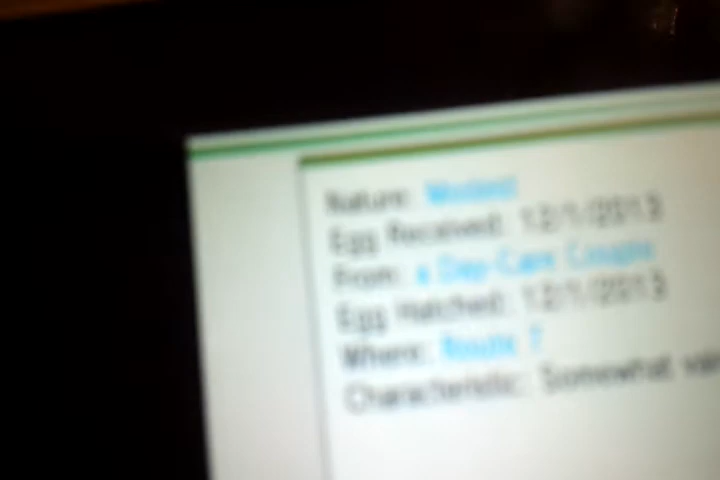 Nature: Modest
Egg Received: 12/1/2013
From: a Day-Care Couple
Egg Hatched: 12/1/2013
Where: Route 7
Characteristic: Somewhat